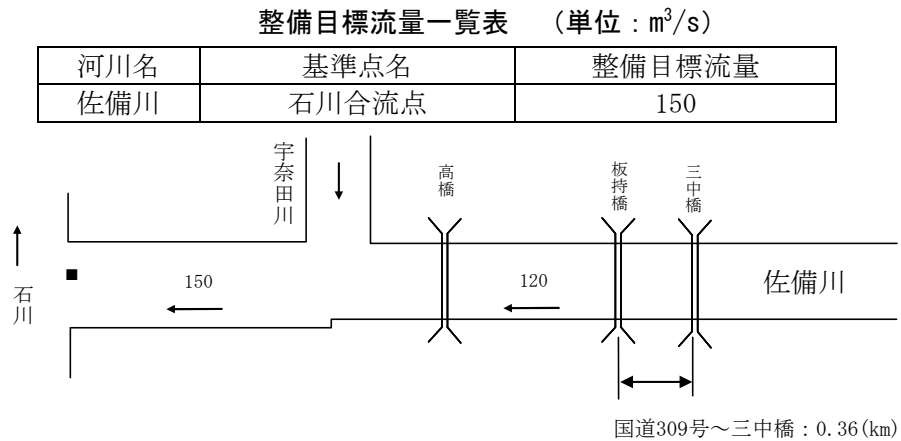 整備目標流量一覧表　（単位：m³/s）
河川名　基準点名　整備目標流量
佐備川　石川合流点　150
宇奈田川
高橋
板持橋
三中橋
石川
150
120
佐備川
国道309号～三中橋：0.36(km)